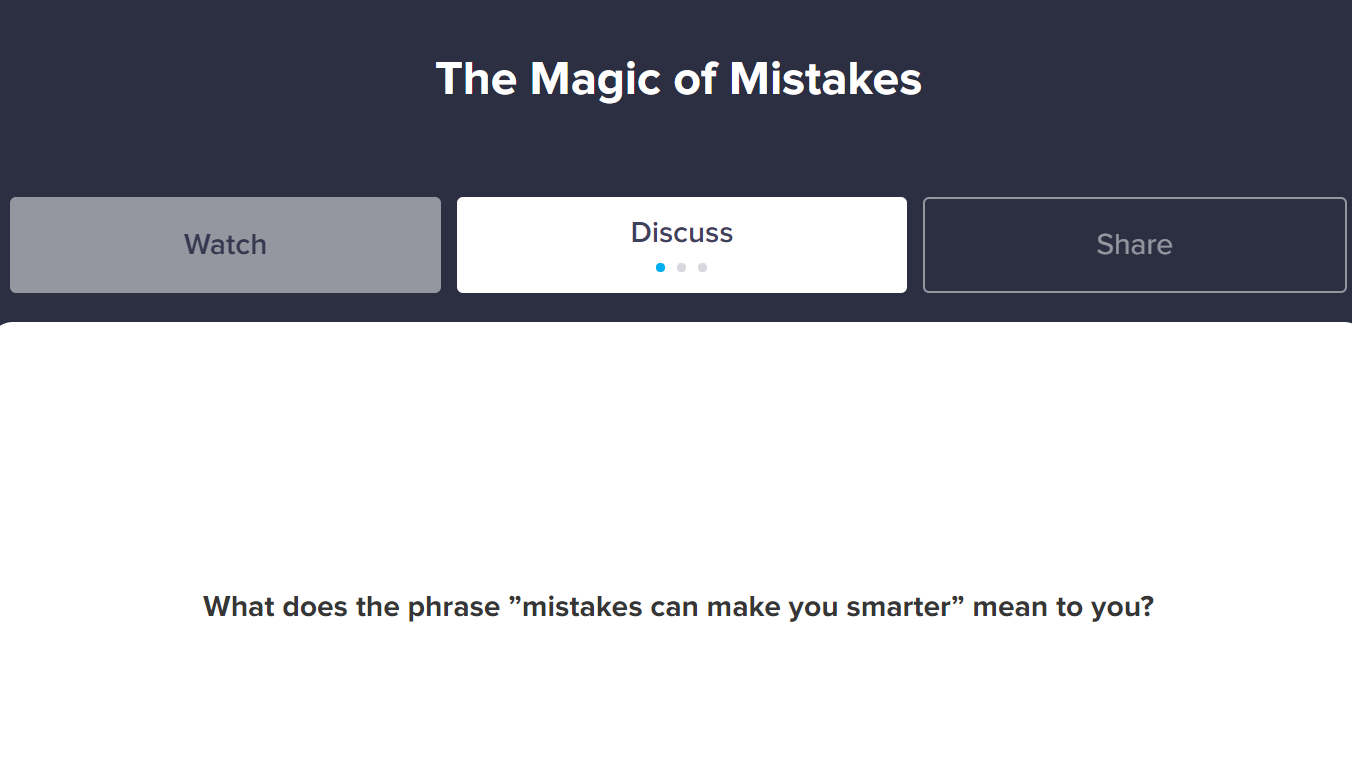 The Magic of Mistakes
Watch
Discuss
Share
What does the phrase ”mistakes can make you smarter” mean to you?